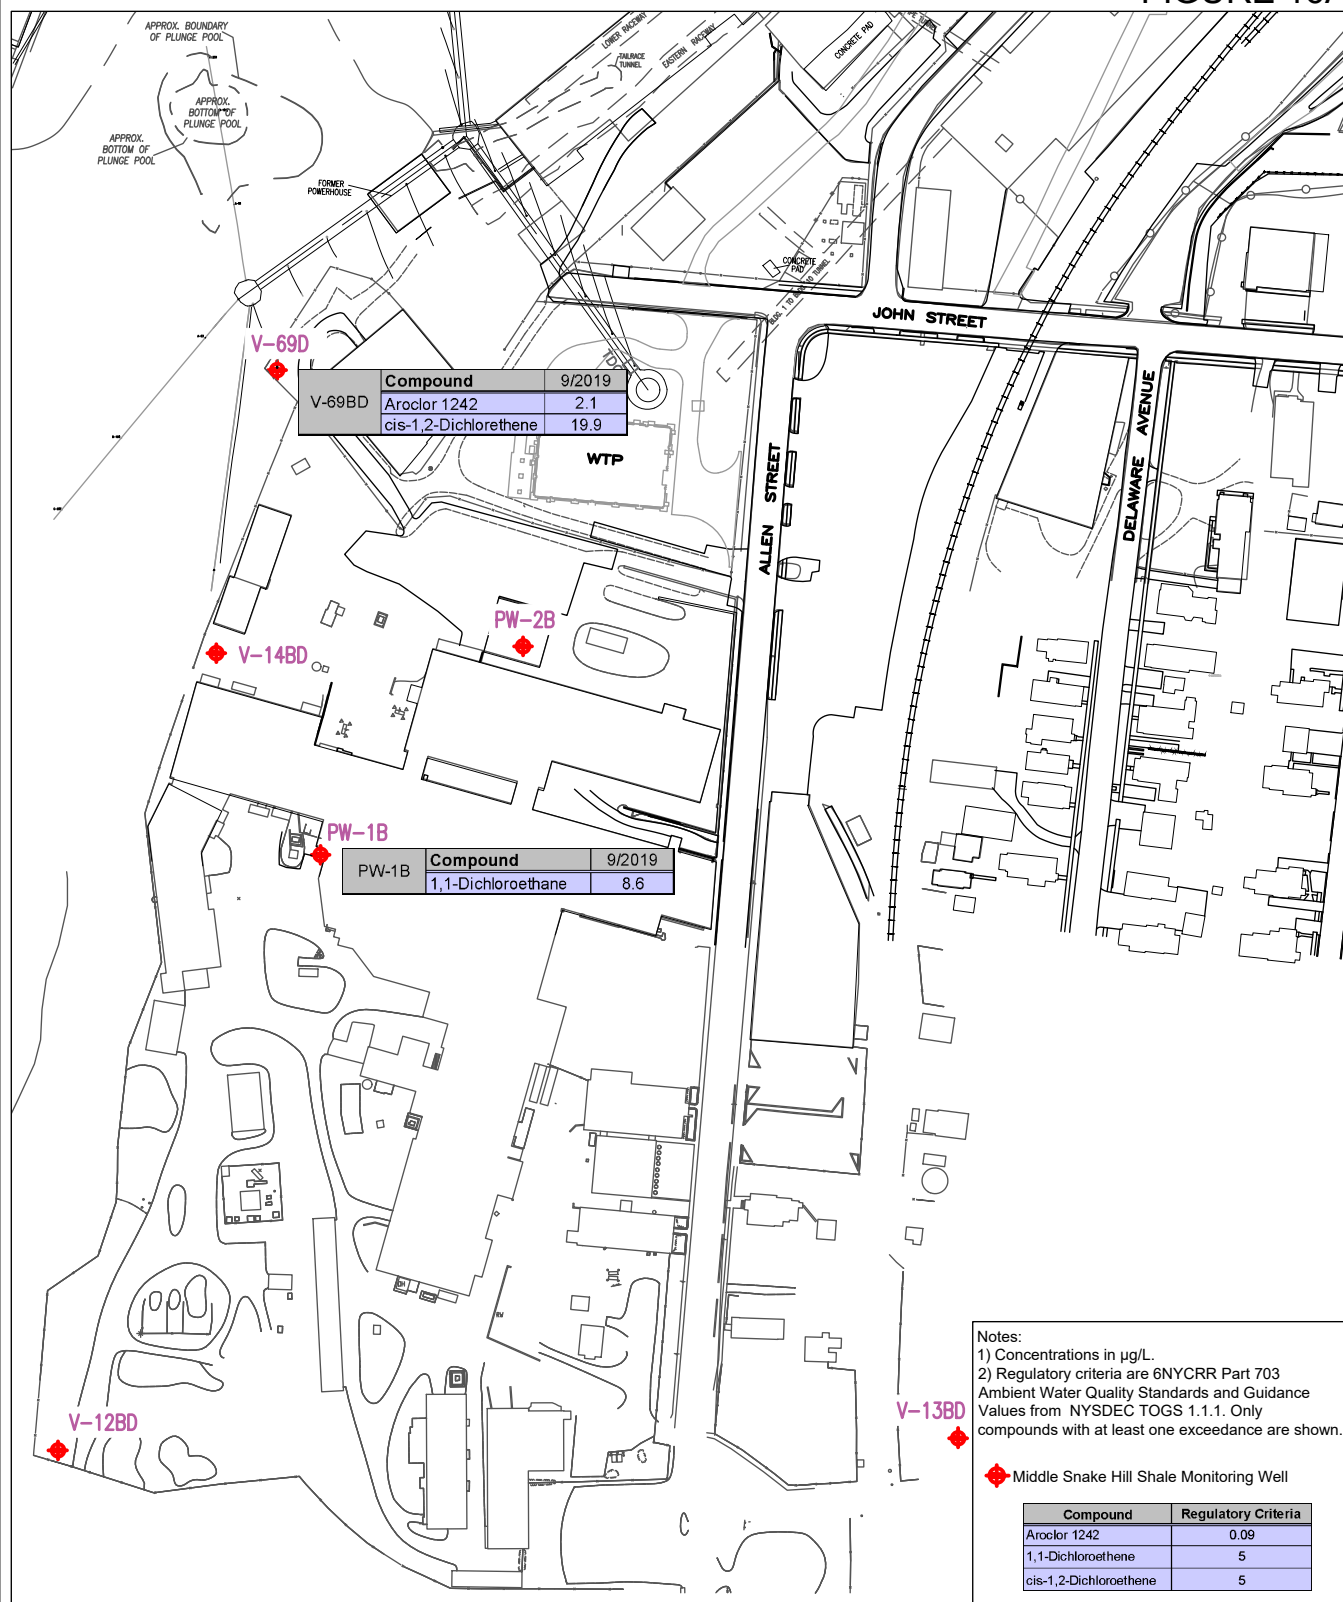 APPROX. BOUNDARY
OF PLUNGE POOL
APPROX.
BOTTOM OF
PLUNGE POOL
APPROX.
BOTTOM OF
PLUNGE POOL
LOWER RACEWAY
TAILRACE
TUNNEL
EASTERN RACEWAY
CONCRETE PAD
FORMER
POWERHOUSE
CONCRETE
PAD
JOHN STREET
V-69D
V-69BD
Compound 9/2019
Aroclor 1242 2.1
cis-1,2-Dichlorethene 19.9
WTP
ALLEN STREET
DELAWARE AVENUE
PW-2B
V-14BD
PW-1B
PW-1B
Compound 9/2019
1,1-Dichloroethane 8.6
V-12BD
V-13BD
Notes:
1) Concentrations in µg/L.
2) Regulatory criteria are 6NYCRR Part 703
Ambient Water Quality Standards and Guidance
Values from NYSDEC TOGS 1.1.1. Only
compounds with at least one exceedance are shown.
Middle Snake Hill Shale Monitoring Well
Compound Regulatory Criteria
Aroclor 1242 0.09
1,1-Dichloroethene 5
cis-1,2-Dichloroethene 5